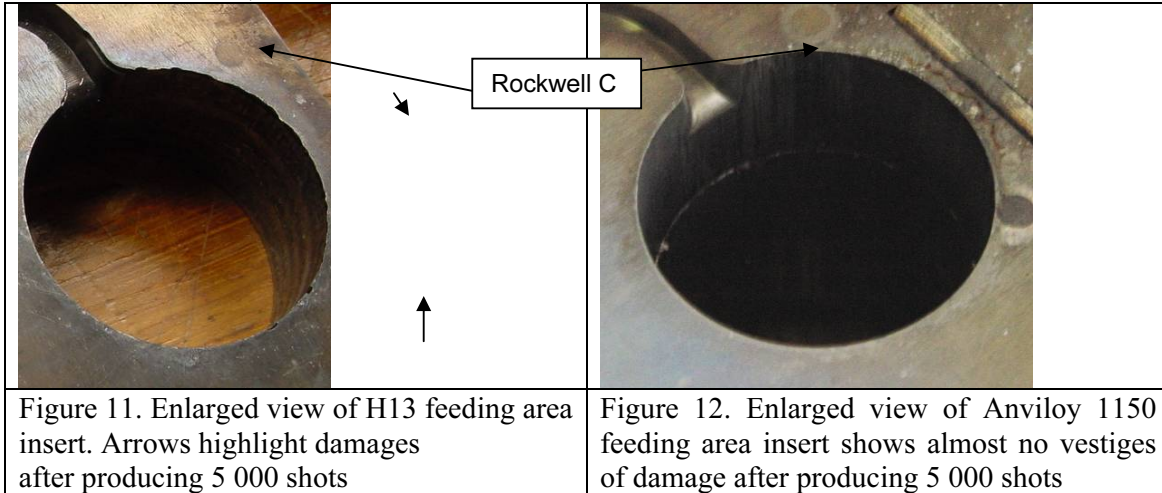 Rockwell C
Figure 11. Enlarged view of H13 feeding area
insert. Arrows highlight damages
after producing 5 000 shots
Figure 12. Enlarged view of Anviloy 1150
feeding area insert shows almost no vestiges
of damage after producing 5 000 shots